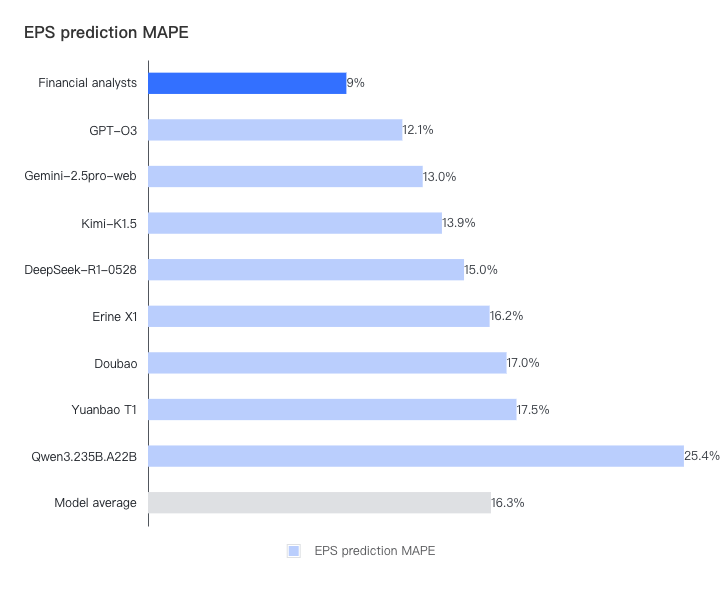 EPS prediction MAPE
Financial analysts 9%
GPT-O3 12.1%
Gemini-2.5pro-web 13.0%
Kimi-K1.5 13.9%
DeepSeek-R1-0528 15.0%
Erine X1 16.2%
Doubao 17.0%
Yuanbao T1 17.5%
Qwen3.235B.A22B 25.4%
Model average 16.3%
EPS prediction MAPE